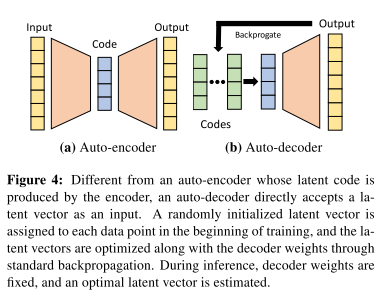 Input
Output
Code
Output
Backprogate
Codes
(a) Auto-encoder
(b) Auto-decoder
Figure 4: Different from an auto-encoder whose latent code is
produced by the encoder, an auto-decoder directly accepts a la-
tent vector as an input. A randomly initialized latent vector is
assigned to each data point in the beginning of training, and the
latent vectors are optimized along with the decoder weights through
standard backpropagation. During inference, decoder weights are
fixed, and an optimal latent vector is estimated.